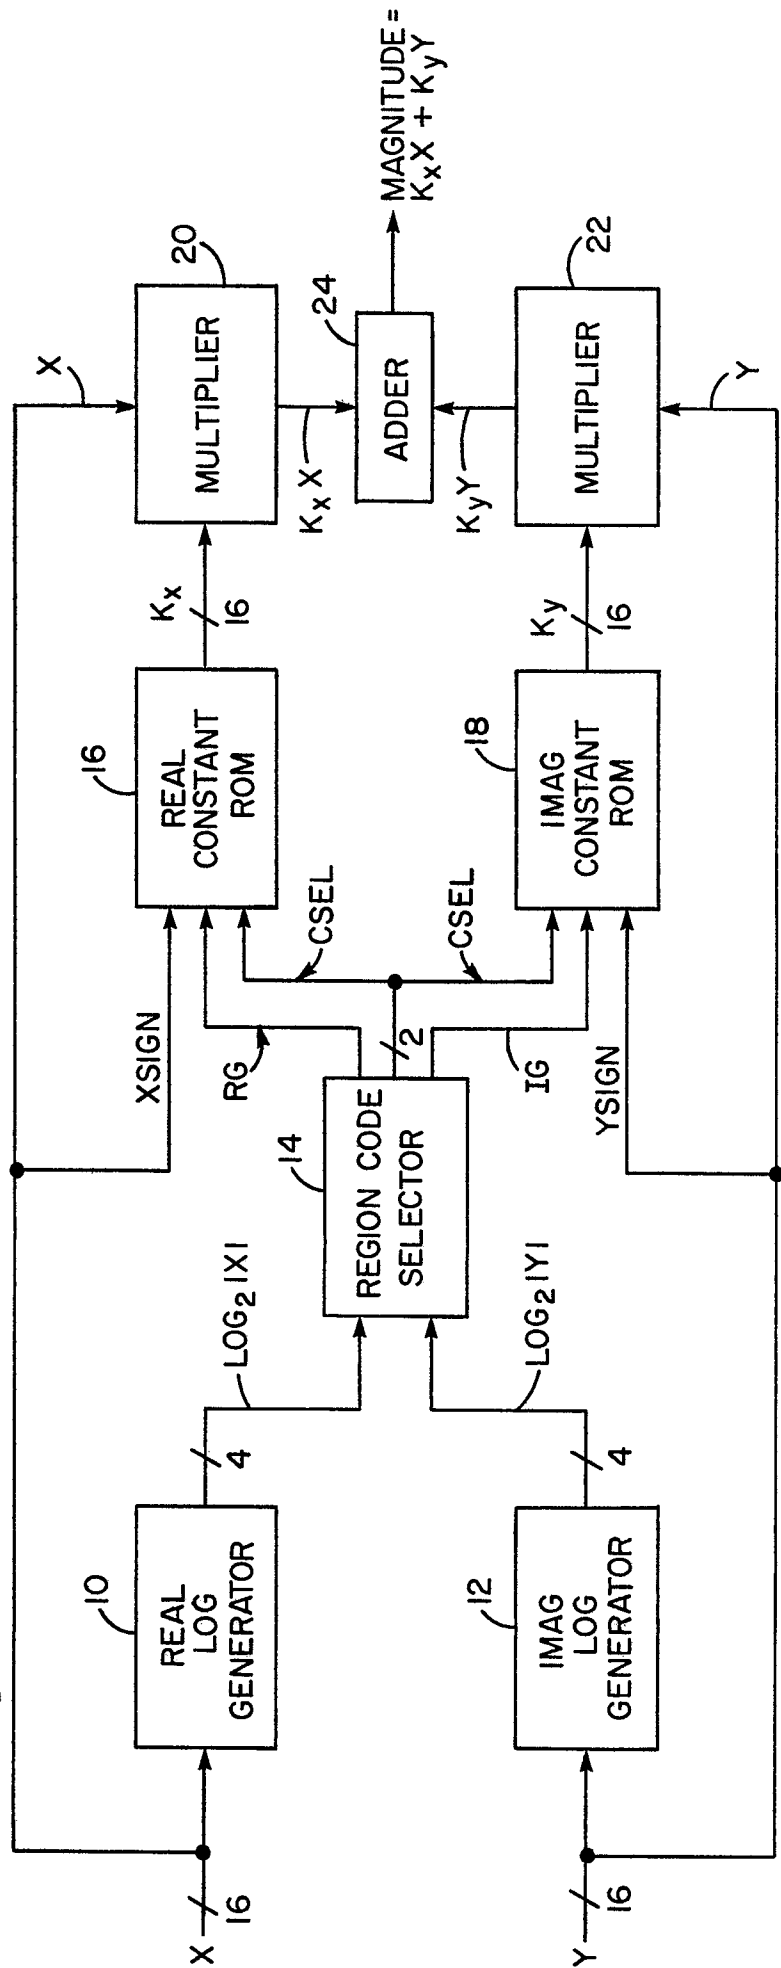 X
16
10
REAL
LOG
GENERATOR
4
LOG2|X|
XSIGN
RG
CSEL
16
REAL
CONSTANT
ROM
Kx
16
X
20
MULTIPLIER
KxX
14
REGION CODE
SELECTOR
2
24
ADDER
MAGNITUDE =
KxX + KyY
Y
16
12
IMAG
LOG
GENERATOR
4
LOG2|Y|
YSIGN
IG
CSEL
18
IMAG
CONSTANT
ROM
Ky
16
KyY
22
MULTIPLIER
Y